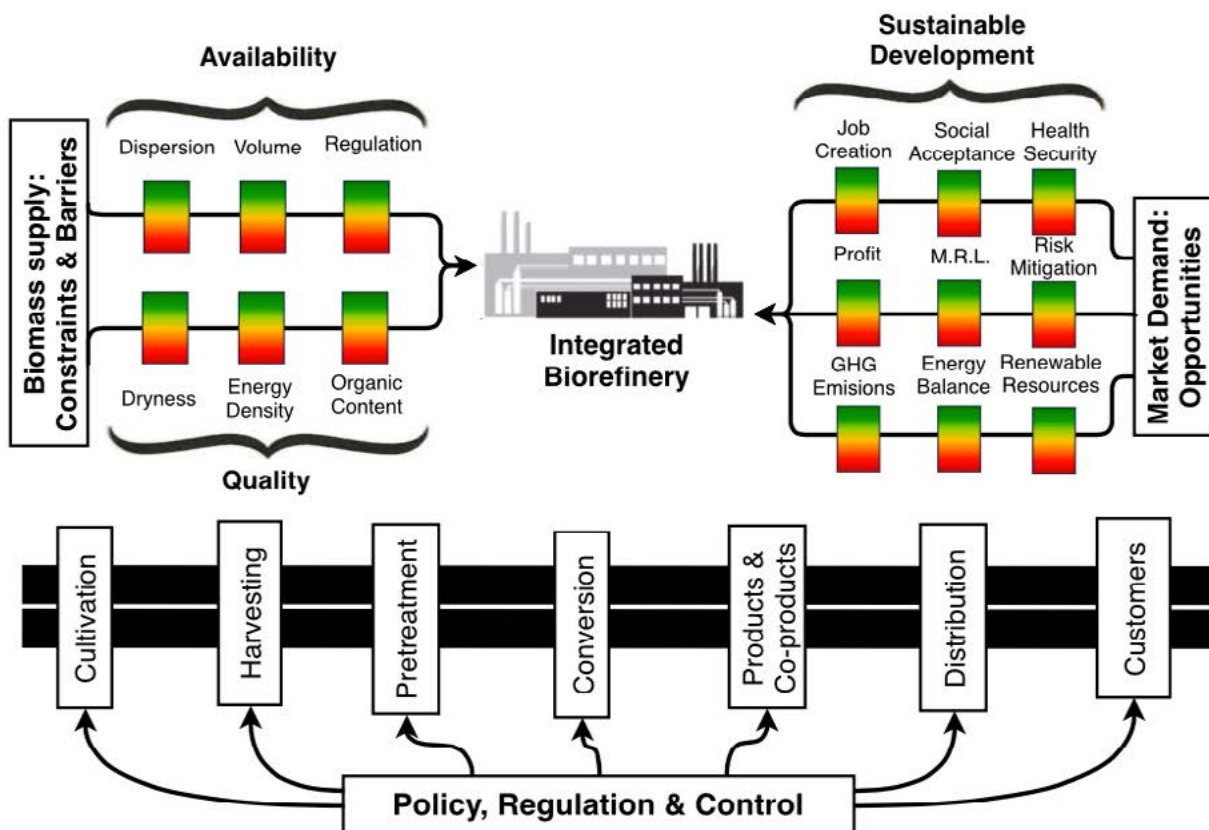 Availability
Sustainable
Development
Biomass supply:
Constraints & Barriers
Dispersion
Volume
Regulation
Dryness
Energy
Density
Organic
Content
Quality
Integrated
Biorefinery
Job
Creation
Social
Acceptance
Health
Security
Profit
M.R.L.
Risk
Mitigation
GHG
Emisions
Energy
Balance
Renewable
Resources
Market Demand:
Opportunities
Cultivation
Harvesting
Pretreatment
Conversion
Products &
Co-products
Distribution
Customers
Policy, Regulation & Control